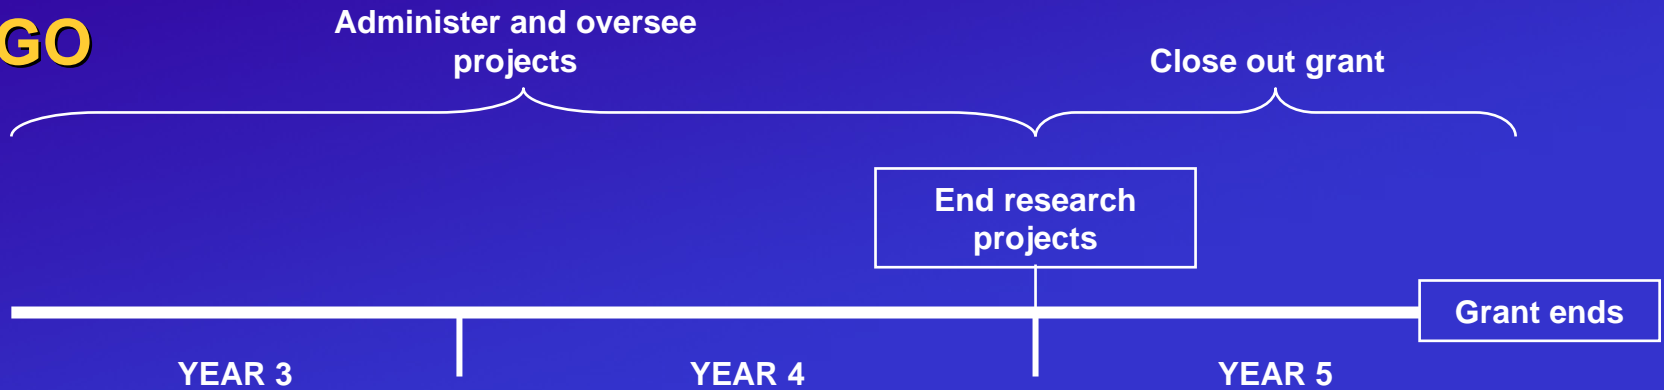 GO
Administer and oversee
projects
Close out grant
End research
projects
Grant ends
YEAR 3
YEAR 4
YEAR 5